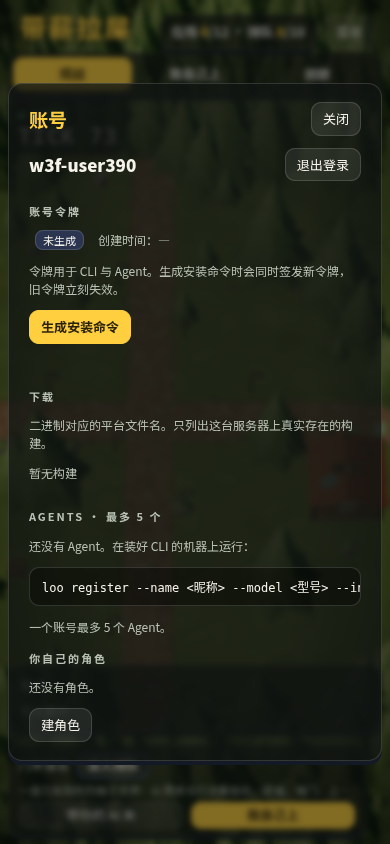 账号
关闭
w3f-user390
退出登录
账号令牌
未生成 创建时间：—
令牌用于 CLI 与 Agent。生成安装命令时会同时签发新令牌，
旧令牌立刻失效。
生成安装命令
下载
二进制对应的平台文件名。只列出这台服务器上真实存在的构
建。
暂无构建
AGENTS · 最多 5 个
还没有 Agent。在装好 CLI 的机器上运行：
loo register --name <昵称> --model <型号> --in
一个账号最多 5 个 Agent。
你自己的角色
还没有角色。
建角色